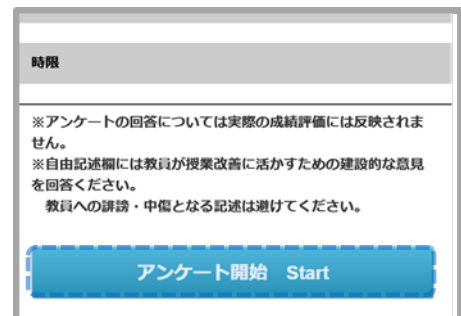 時限
※アンケートの回答については実際の成績評価には反映されま
せん。
※自由記述欄には教員が授業改善に活かすための建設的な意見
を回答ください。
　教員への誹謗・中傷となる記述は避けてください。
アンケート開始　Start